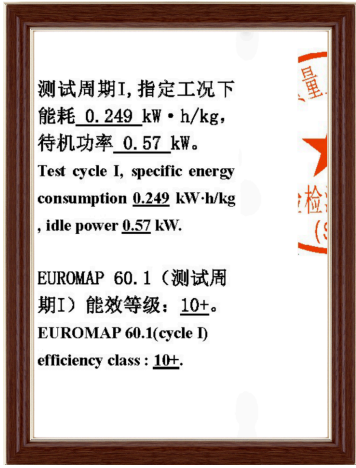 测试周期I,指定工况下
能耗 0.249 kW·h/kg,
待机功率 0.57 kW。
Test cycle I, specific energy
consumption 0.249 kW·h/kg
, idle power 0.57 kW.
EUROMAP 60.1（测试周
期I）能效等级：10+。
EUROMAP 60.1(cycle I)
efficiency class : 10+.
量
检
(S